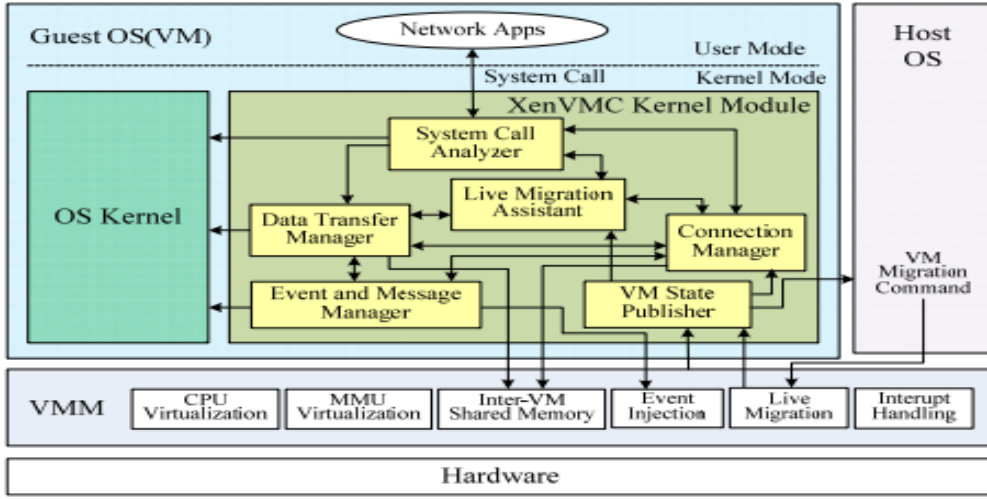 Guest OS(VM)
Network Apps
User Mode
System Call
Kernel Mode
Host
OS
XenVMC Kernel Module
System Call
Analyzer
OS Kernel
Live Migration
Assistant
Data Transfer
Manager
Connection
Manager
VM
Migration
Command
Event and Message
Manager
VM State
Publisher
VMM
CPU
Virtualization
MMU
Virtualization
Inter-VM
Shared Memory
Event
Injection
Live
Migration
Interupt
Handling
Hardware